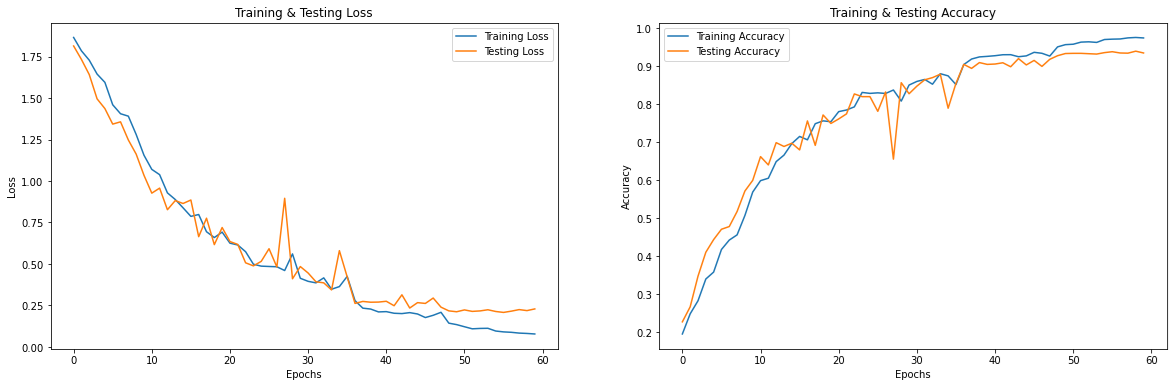 Training & Testing Loss
Training Loss
Testing Loss
1.75
1.50
1.25
1.00
0.75
0.50
0.25
0.00
Loss
0 10 20 30 40 50 60
Epochs
Training & Testing Accuracy
Training Accuracy
Testing Accuracy
1.0
0.9
0.8
0.7
0.6
0.5
0.4
0.3
0.2
Accuracy
0 10 20 30 40 50 60
Epochs